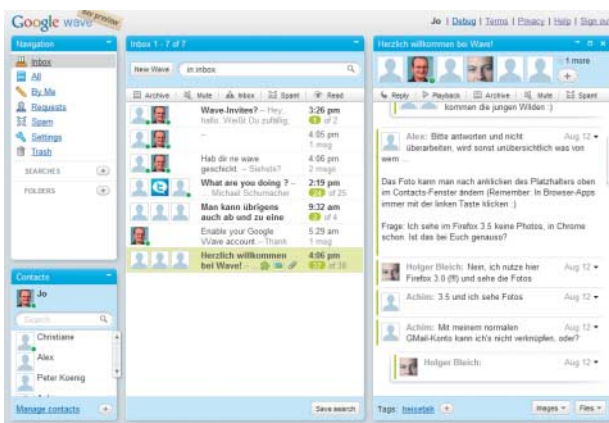 Google wave
dev preview
Jo | Debug | Terms | Privacy | Help | Sign out
Navigation
Inbox
All
By Me
Requests
Spam
Settings
Trash
SEARCHES
FOLDERS
Contacts
Jo
Search
Christiane
Alex
Peter Koenig
Manage contacts
Inbox 1 - 7 of 7
New Wave
in:inbox
Archive Mute Inbox Spam Read
Wave-Invites? – Hey, 3:26 pm
hallo. Weißt Du zufällig, of 2
– 4:05 pm
1 msg
Hab dir ne wave 4:06 pm
geschickt. – Siehste? 2 msgs
What are you doing ? – 2:19 pm
... Michael Schumacher of 25
Man kann übrigens 9:32 am
auch ab und zu eine of 4
Enable your Google 5:29 am
Wave account – Thank 1 msg
Herzlich willkommen 4:06 pm
bei Wave! – of 38
Save search
Herzlich willkommen bei Wave!
1 more
Reply Playback Archive Mute Spam
kommen die jungen Wilden :)
Alex: Bitte antworten und nicht Aug 12
überarbeiten, wird sonst unübersichtlich was von
wem ...
Das Foto kann man nach anklicken des Platzhalters oben
im Contacts-Fenster ändern (Remember: In Browser-Apps
immer mit der linken Taste klicken :)
Frage: Ich sehe im Firefox 3.5 keine Photos, in Chrome
schon. Ist das bei Euch genauso?
Holger Bleich: Nein, ich nutze hier Aug 12
Firefox 3.0 (ff) und sehe die Fotos
Achim: 3.5 und ich sehe Fotos Aug 12
Achim: Mit meinem normalen Aug 12
GMail-Konto kann ich's nicht verknüpfen, oder?
Holger Bleich: Aug 12
Tags: heisetalk
Images
Files